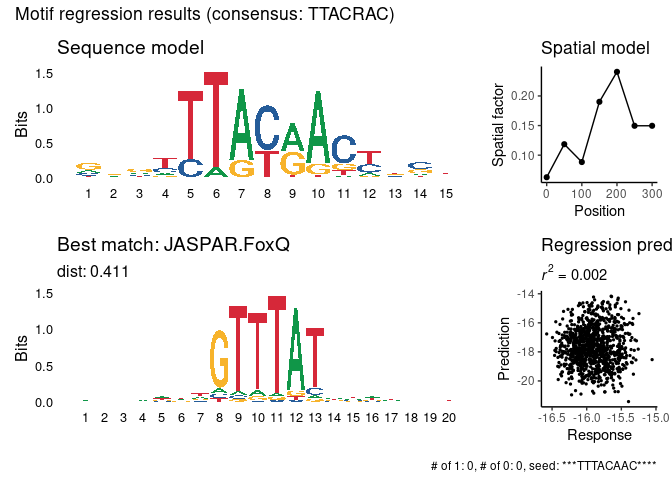 Motif regression results (consensus: TTACRAC)
Sequence model
Bits
1.5
1.0
0.5
0.0
1 2 3 4 5 6 7 8 9 10 11 12 13 14 15
Spatial model
Spatial factor
0.20
0.15
0.10
0 100 200 300
Position
Best match: JASPAR.FoxQ
dist: 0.411
Bits
1.5
1.0
0.5
0.0
1 2 3 4 5 6 7 8 9 10 11 12 13 14 15 16 17 18 19 20
Regression pred
r² = 0.002
Prediction
-14
-16
-18
-20
-16.5 -16.0 -15.5 -15.0
Response
# of 1: 0, # of 0: 0, seed: ***TTTACAAC****